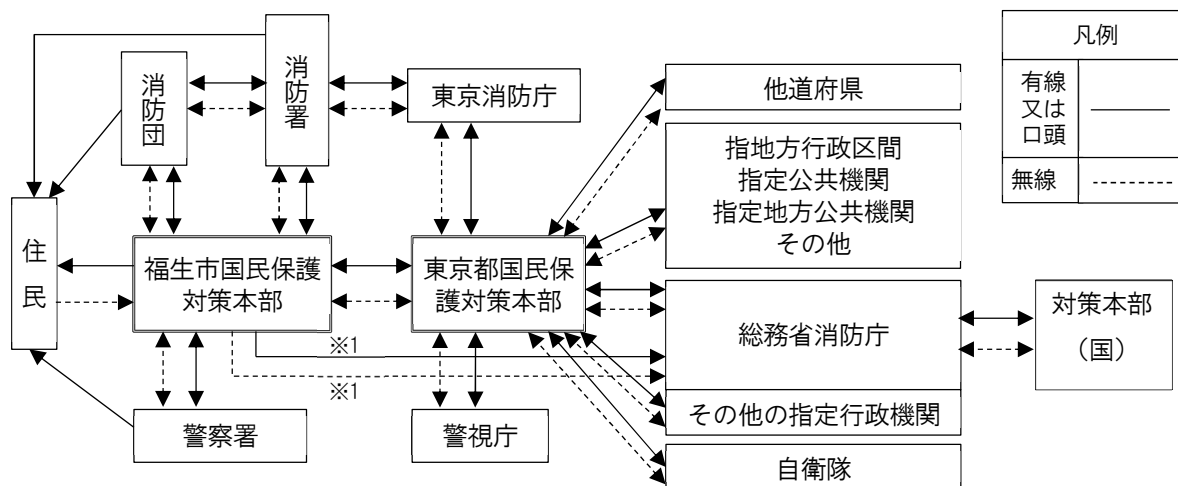 消防団
消防署
東京消防庁
他道府県
指地方行政区間
指定公共機関
指定地方公共機関
その他
凡例
有線
又は
口頭
無線
住民
福生市国民保護
対策本部
東京都国民保
護対策本部
総務省消防庁
対策本部
（国）
※1
※1
その他の指定行政機関
警察署
警視庁
自衛隊